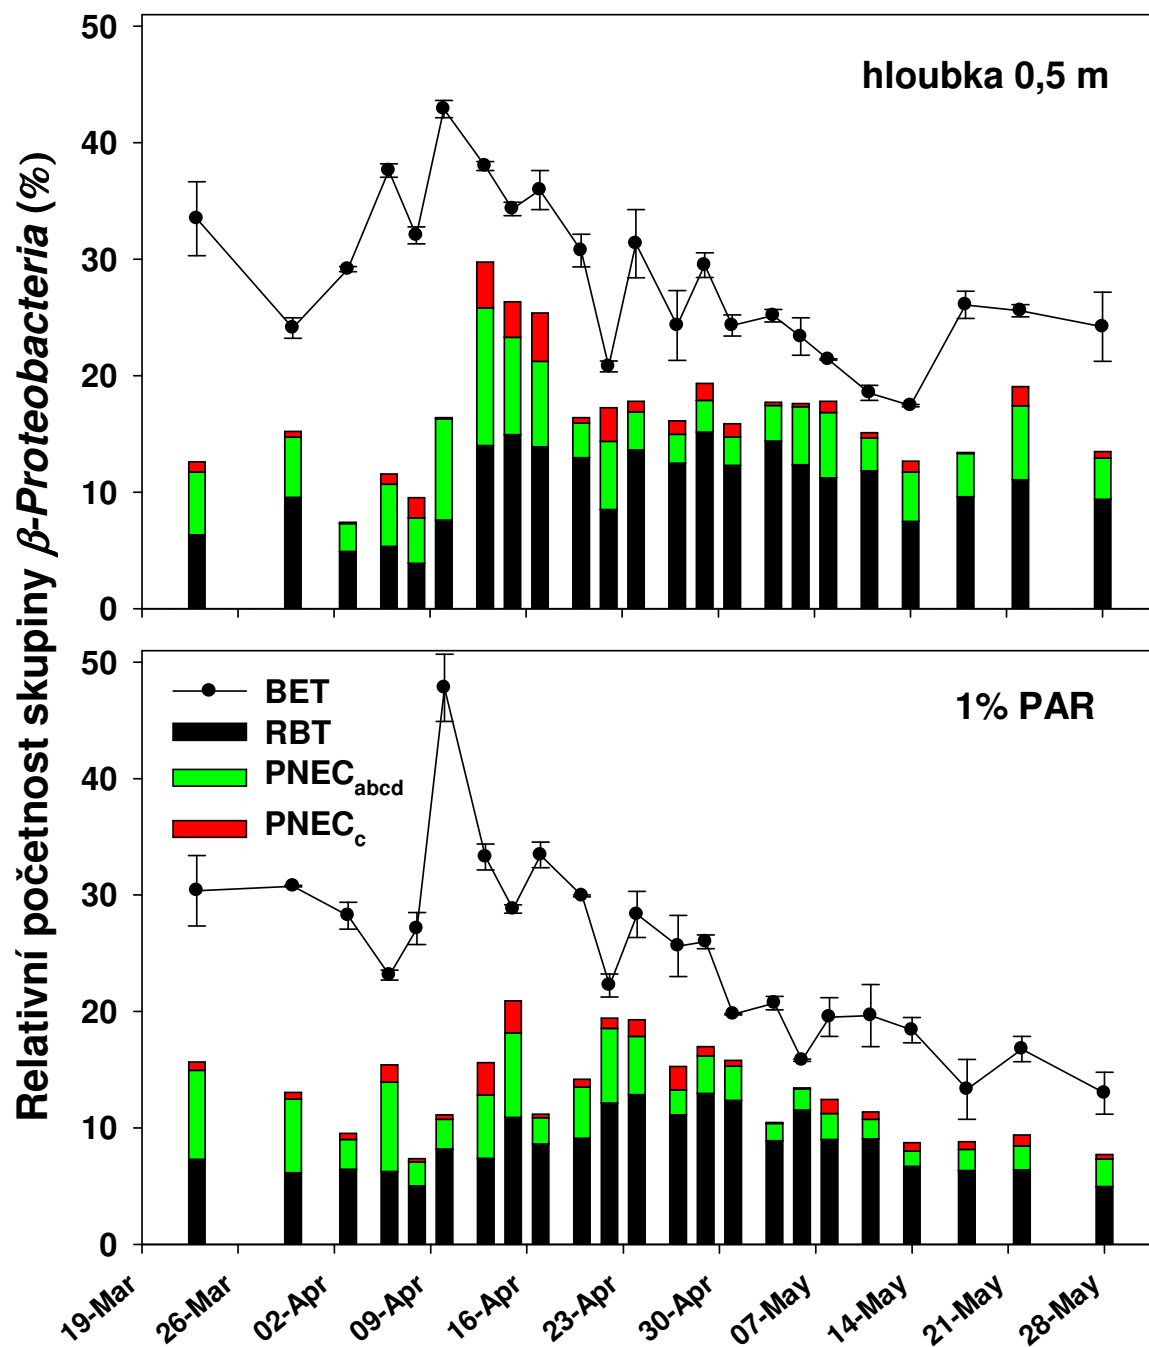 Relativní početnost skupiny β-Proteobacteria (%)
50
40
30
20
10
0
hloubka 0,5 m
50
40
30
20
10
0
BET
RBT
PNECabcd
PNECc
1% PAR
19-Mar
26-Mar
02-Apr
09-Apr
16-Apr
23-Apr
30-Apr
07-May
14-May
21-May
28-May